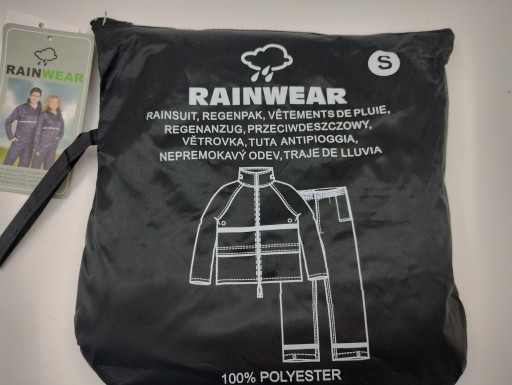 RAINWEAR
S
RAINWEAR
RAINSUIT, REGENPAK, VÊTEMENTS DE PLUIE,
REGENANZUG, PRZECIWDESZCZOWY,
VĚTROVKA, TUTA ANTIPIOGGIA,
NEPREMOKAVÝ ODEV, TRAJE DE LLUVIA
100% POLYESTER